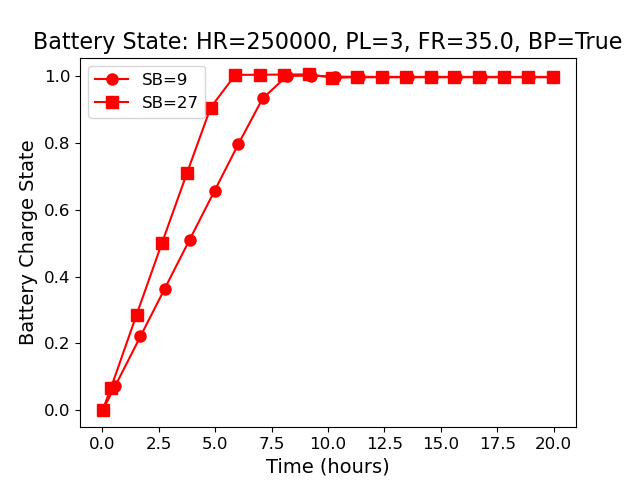 Battery State: HR=250000, PL=3, FR=35.0, BP=True
SB=9
SB=27
Battery Charge State
1.0
0.8
0.6
0.4
0.2
0.0
0.0 2.5 5.0 7.5 10.0 12.5 15.0 17.5 20.0
Time (hours)